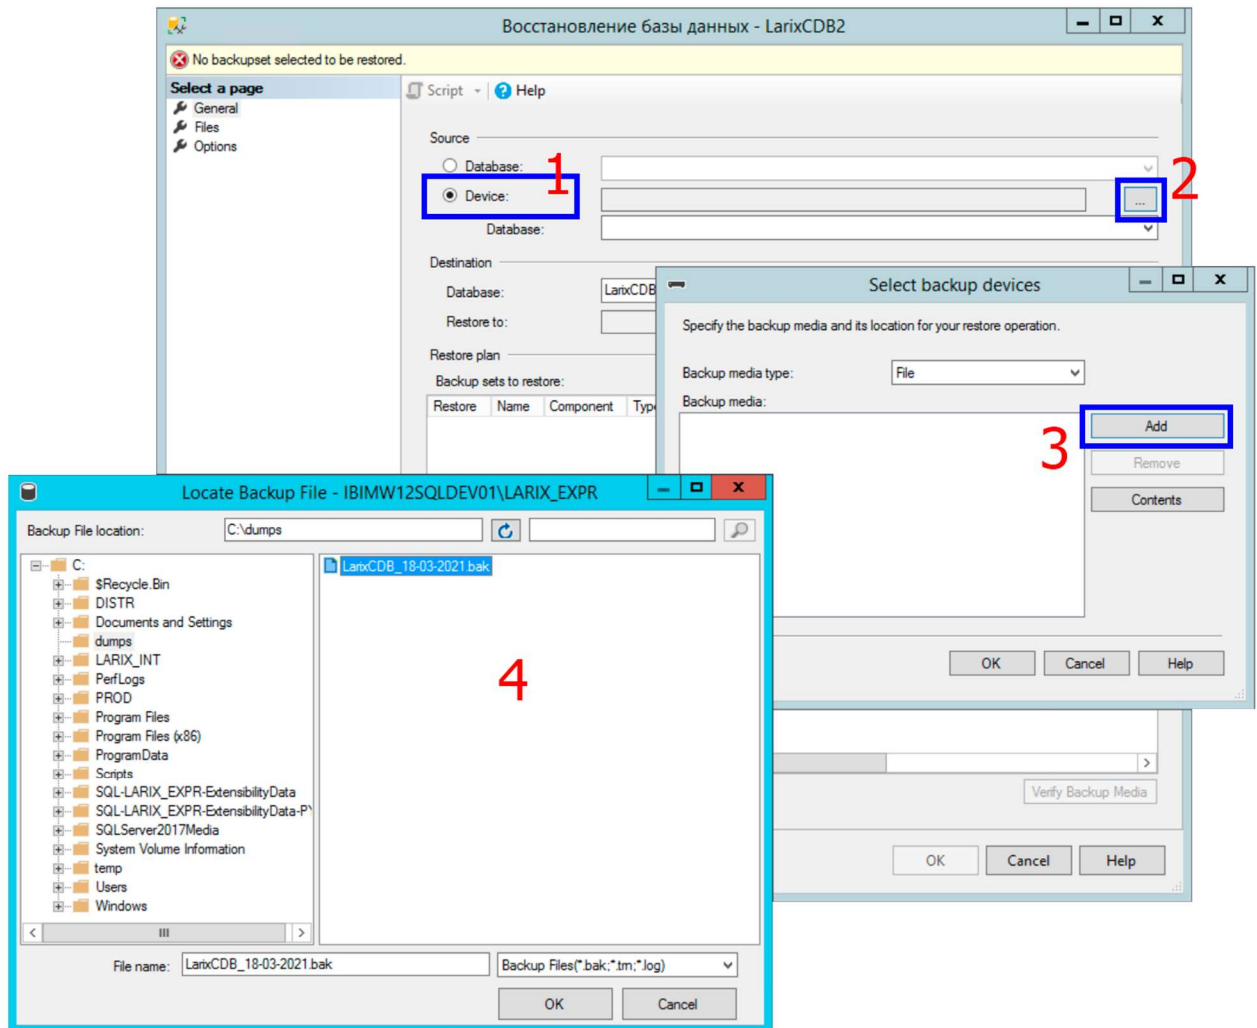 Восстановление базы данных - LarixCDB2
No backupset selected to be restored.
Select a page
General
Files
Options
Script
Help
Source
Database:
1
Device:
...
2
Database:
Destination
Database:
LarixCDB
Restore to:
Restore plan
Backup sets to restore:
Restore Name Component Type
Select backup devices
Specify the backup media and its location for your restore operation.
Backup media type:
File
Backup media:
3
Add
Remove
Contents
OK Cancel Help
Locate Backup File - IBIMW12SQLDEV01\LARIX_EXPR
Backup File location:
C:\dumps
C:
$Recycle.Bin
DISTR
Documents and Settings
dumps
LARIX_INT
PerfLogs
PROD
Program Files
Program Files (x86)
ProgramData
Scripts
SQL-LARIX_EXPR-ExtensibilityData
SQL-LARIX_EXPR-ExtensibilityData-PY
SQLServer2017Media
System Volume Information
temp
Users
Windows
LarixCDB_18-03-2021.bak
4
File name:
LarixCDB_18-03-2021.bak
Backup Files(*.bak;*.trn;*.log)
OK Cancel
Verify Backup Media
OK Cancel Help